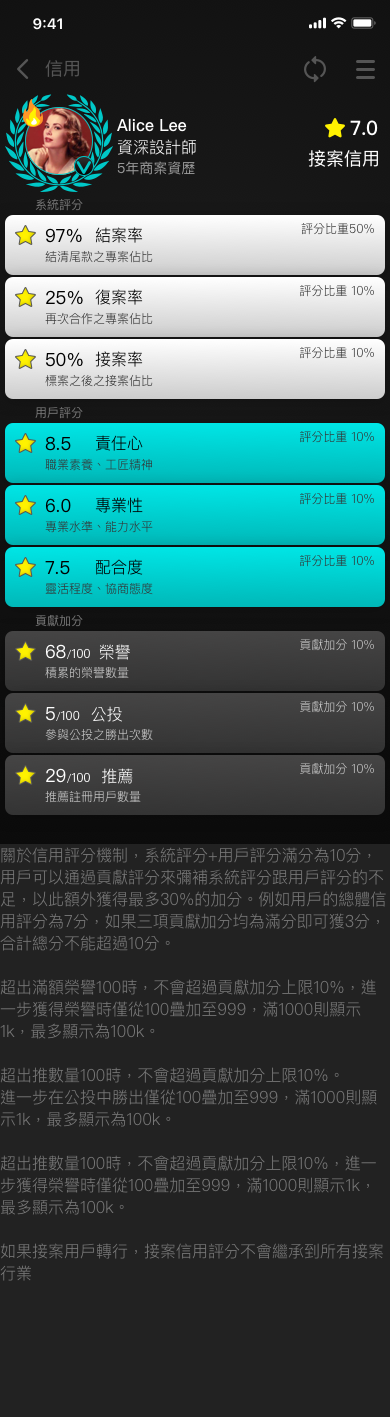 9:41
信用
Alice Lee
資深設計師
5年商案資歷
7.0
接案信用
系統評分
97% 結案率
評分比重50%
結清尾款之專案佔比
25% 復案率
評分比重 10%
再次合作之專案佔比
50% 接案率
評分比重 10%
標案之後之接案佔比
用戶評分
8.5 責任心
評分比重 10%
職業素養、工匠精神
6.0 專業性
評分比重 10%
專業水準、能力水平
7.5 配合度
評分比重 10%
靈活程度、協商態度
貢獻加分
68/100 榮譽
貢獻加分 10%
積累的榮譽數量
5/100 公投
貢獻加分 10%
參與公投之勝出次數
29/100 推薦
貢獻加分 10%
推薦註冊用戶數量
關於信用評分機制，系統評分+用戶評分滿分為10分，
用戶可以通過貢獻評分來彌補系統評分跟用戶評分的不
足，以此額外獲得最多30%的加分。例如用戶的總體信
用評分為7分，如果三項貢獻加分均為滿分即可獲3分，
合計總分不能超過10分。
超出滿額榮譽100時，不會超過貢獻加分上限10%，進
一步獲得榮譽時僅從100疊加至999，滿1000則顯示
1k，最多顯示為100k。
超出推數量100時，不會超過貢獻加分上限10%。
進一步在公投中勝出僅從100疊加至999，滿1000則顯
示1k，最多顯示為100k。
超出推數量100時，不會超過貢獻加分上限10%，進一
步獲得榮譽時僅從100疊加至999，滿1000則顯示1k，
最多顯示為100k。
如果接案用戶轉行，接案信用評分不會繼承到所有接案
行業